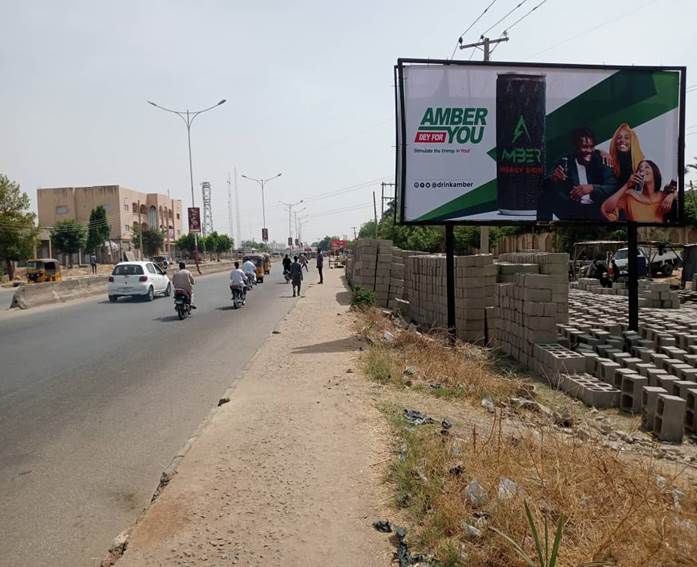 AMBER
DEY FOR YOU
Stimulate the Energy in You!
@drinkamber
AMBER
ENERGY DRINK